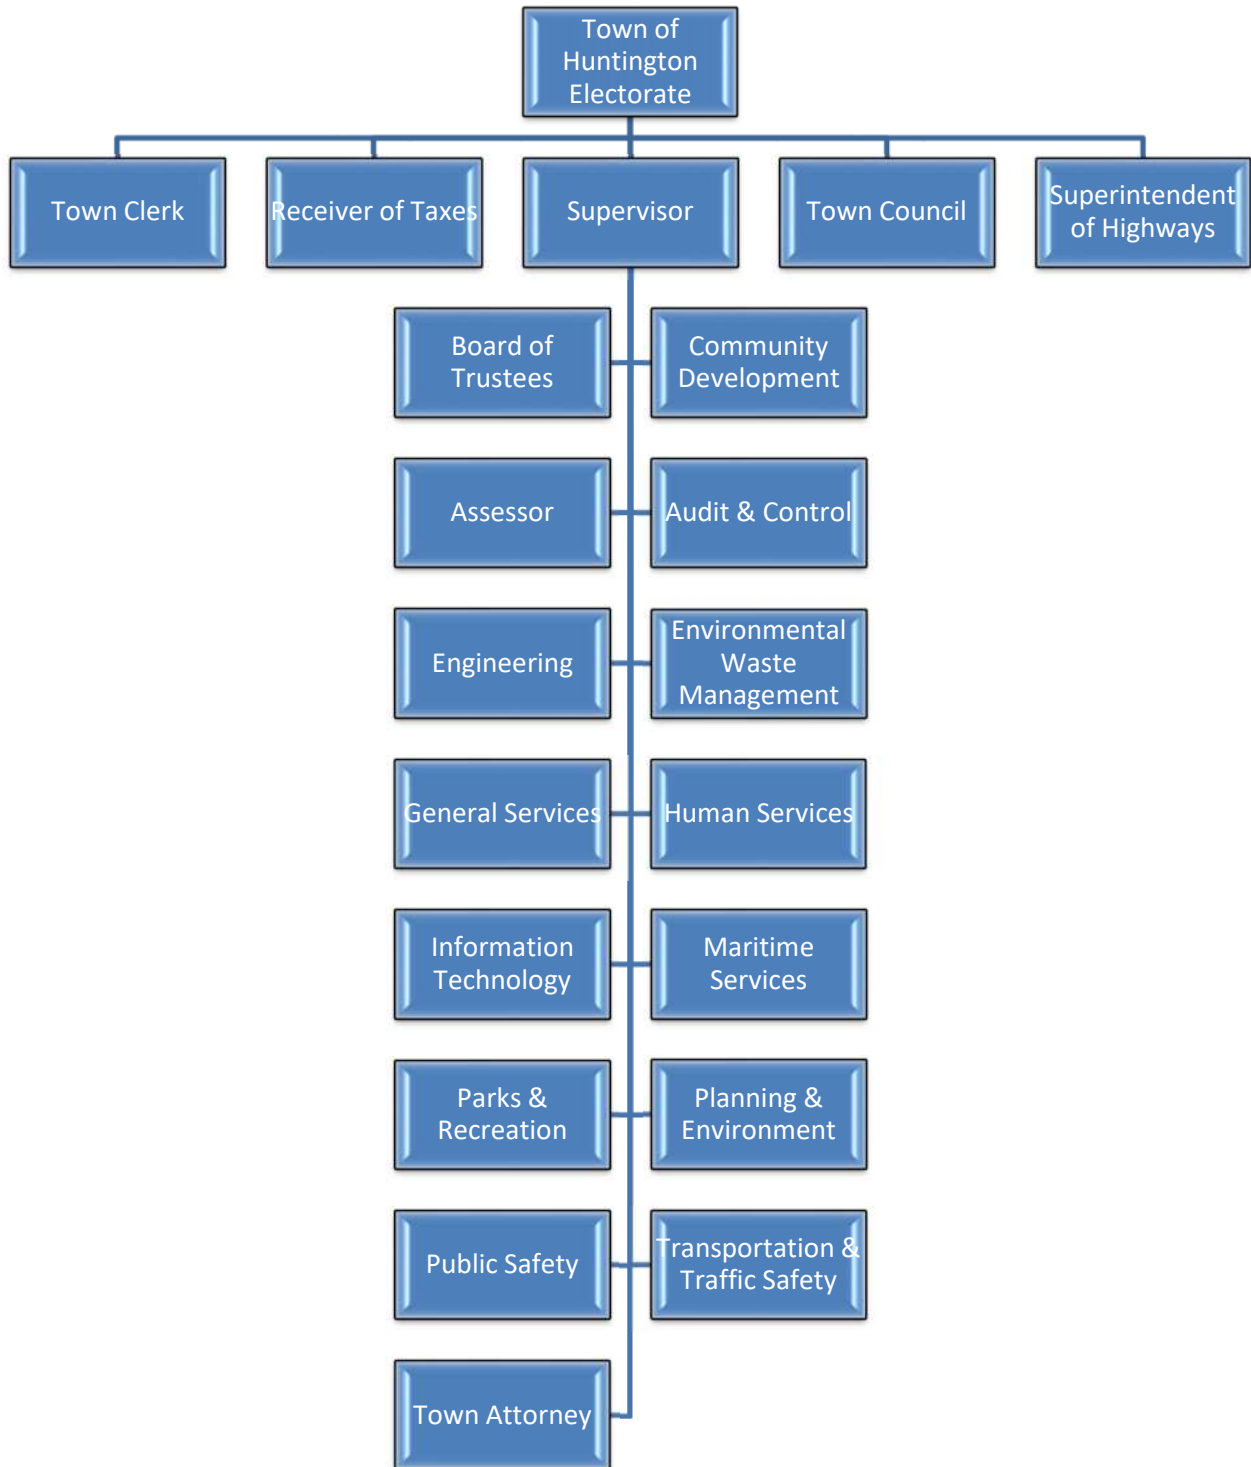 Town of
Huntington
Electorate
Town Clerk
Receiver of Taxes
Supervisor
Town Council
Superintendent
of Highways
Board of
Trustees
Community
Development
Assessor
Audit & Control
Engineering
Environmental
Waste
Management
General Services
Human Services
Information
Technology
Maritime
Services
Parks &
Recreation
Planning &
Environment
Public Safety
Transportation &
Traffic Safety
Town Attorney